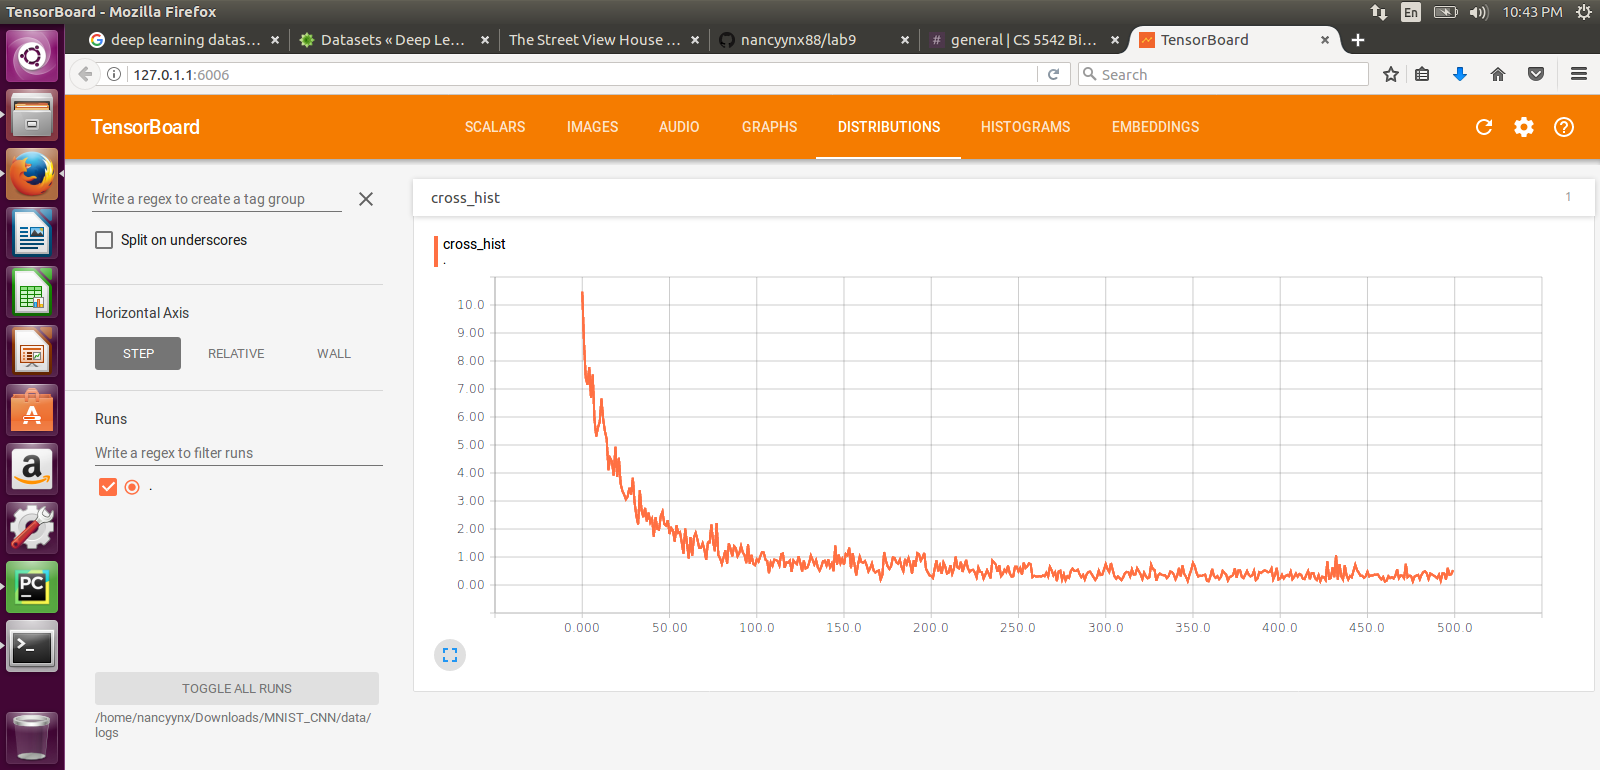 TensorBoard - Mozilla Firefox
En
10:43 PM
deep learning datas...
Datasets « Deep Le...
The Street View House ...
nancyynx88/lab9
# general | CS 5542 Bi...
TensorBoard
127.0.1.1:6006
Search
TensorBoard
SCALARS
IMAGES
AUDIO
GRAPHS
DISTRIBUTIONS
HISTOGRAMS
EMBEDDINGS
Write a regex to create a tag group
Split on underscores
Horizontal Axis
STEP
RELATIVE
WALL
Runs
Write a regex to filter runs
.
TOGGLE ALL RUNS
/home/nancyynx/Downloads/MNIST_CNN/data/
logs
cross_hist
1
cross_hist
.
10.0
9.00
8.00
7.00
6.00
5.00
4.00
3.00
2.00
1.00
0.00
0.000
50.00
100.0
150.0
200.0
250.0
300.0
350.0
400.0
450.0
500.0
A
a
PC
>_